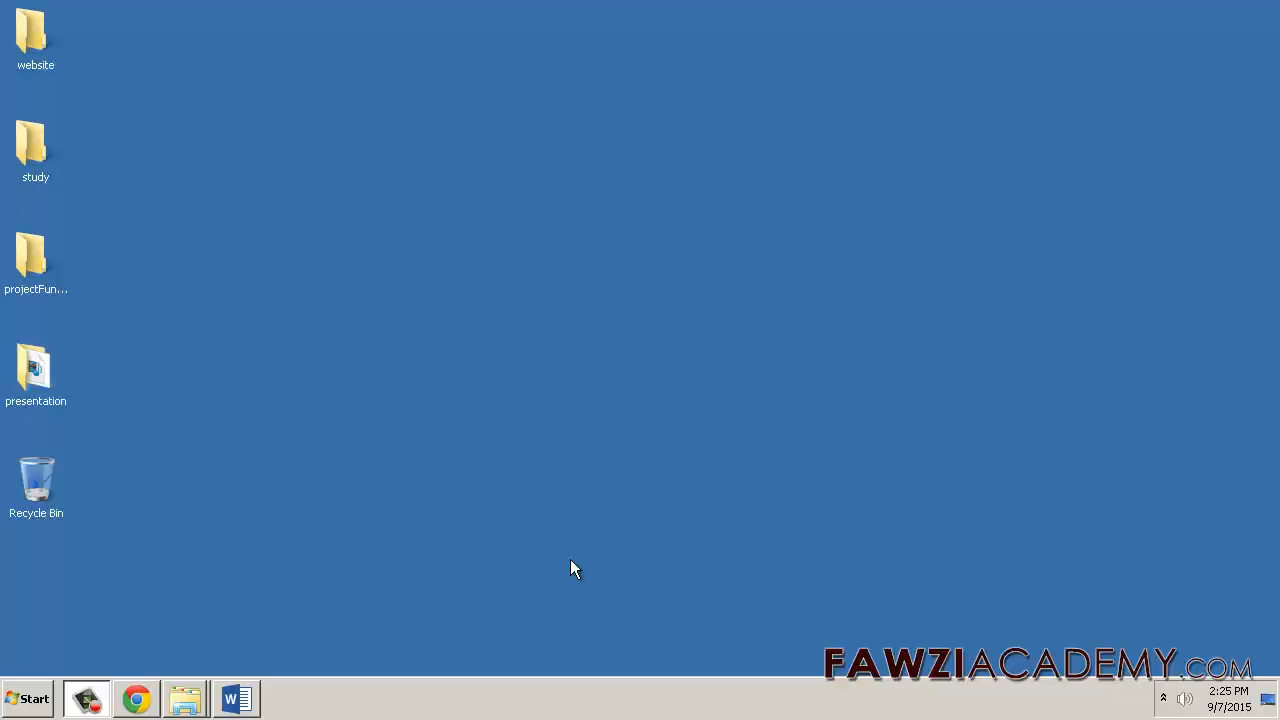 website
study
projectFun...
presentation
Recycle Bin
FAWZIACADEMY.COM
Start
W
2:25 PM
9/7/2015